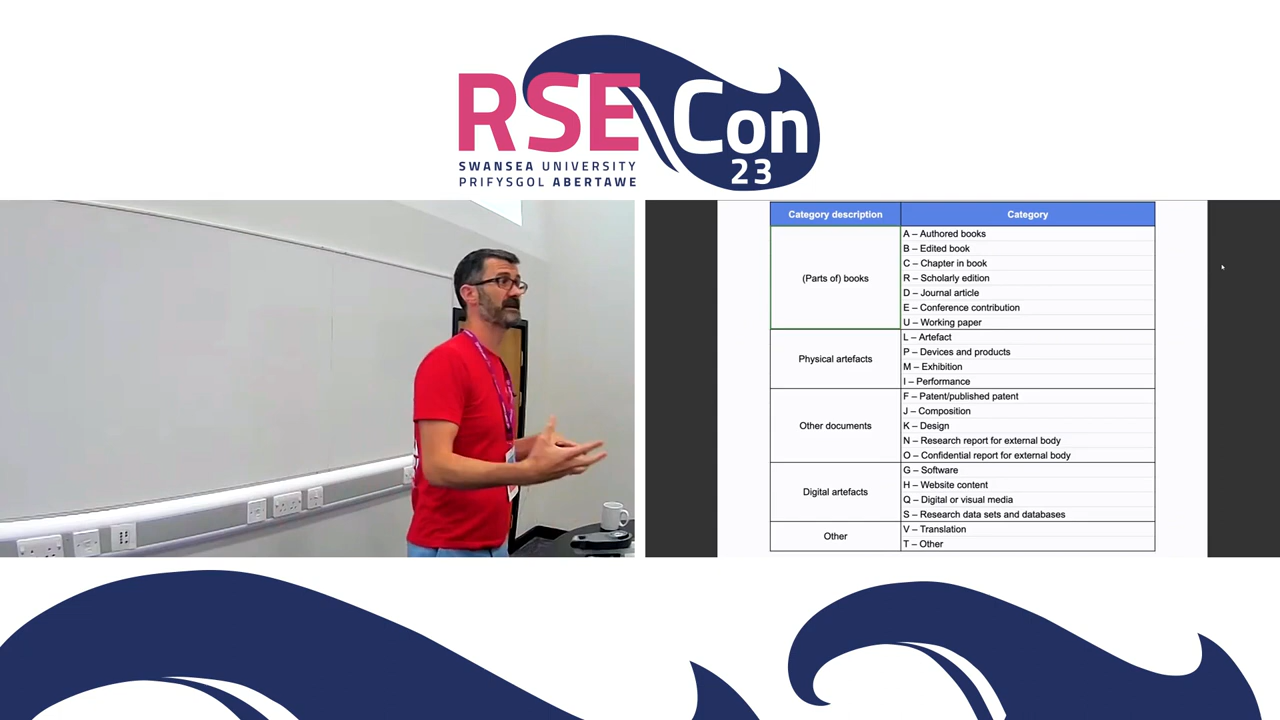 RSE Con
23
SWANSEA UNIVERSITY
PRIFYSGOL ABERTAWE
Category description
Category
(Parts of) books
A – Authored books
B – Edited book
C – Chapter in book
R – Scholarly edition
D – Journal article
E – Conference contribution
U – Working paper
Physical artefacts
L – Artefact
P – Devices and products
M – Exhibition
I – Performance
Other documents
F – Patent/published patent
J – Composition
K – Design
N – Research report for external body
O – Confidential report for external body
Digital artefacts
G – Software
H – Website content
Q – Digital or visual media
S – Research data sets and databases
Other
V – Translation
T – Other